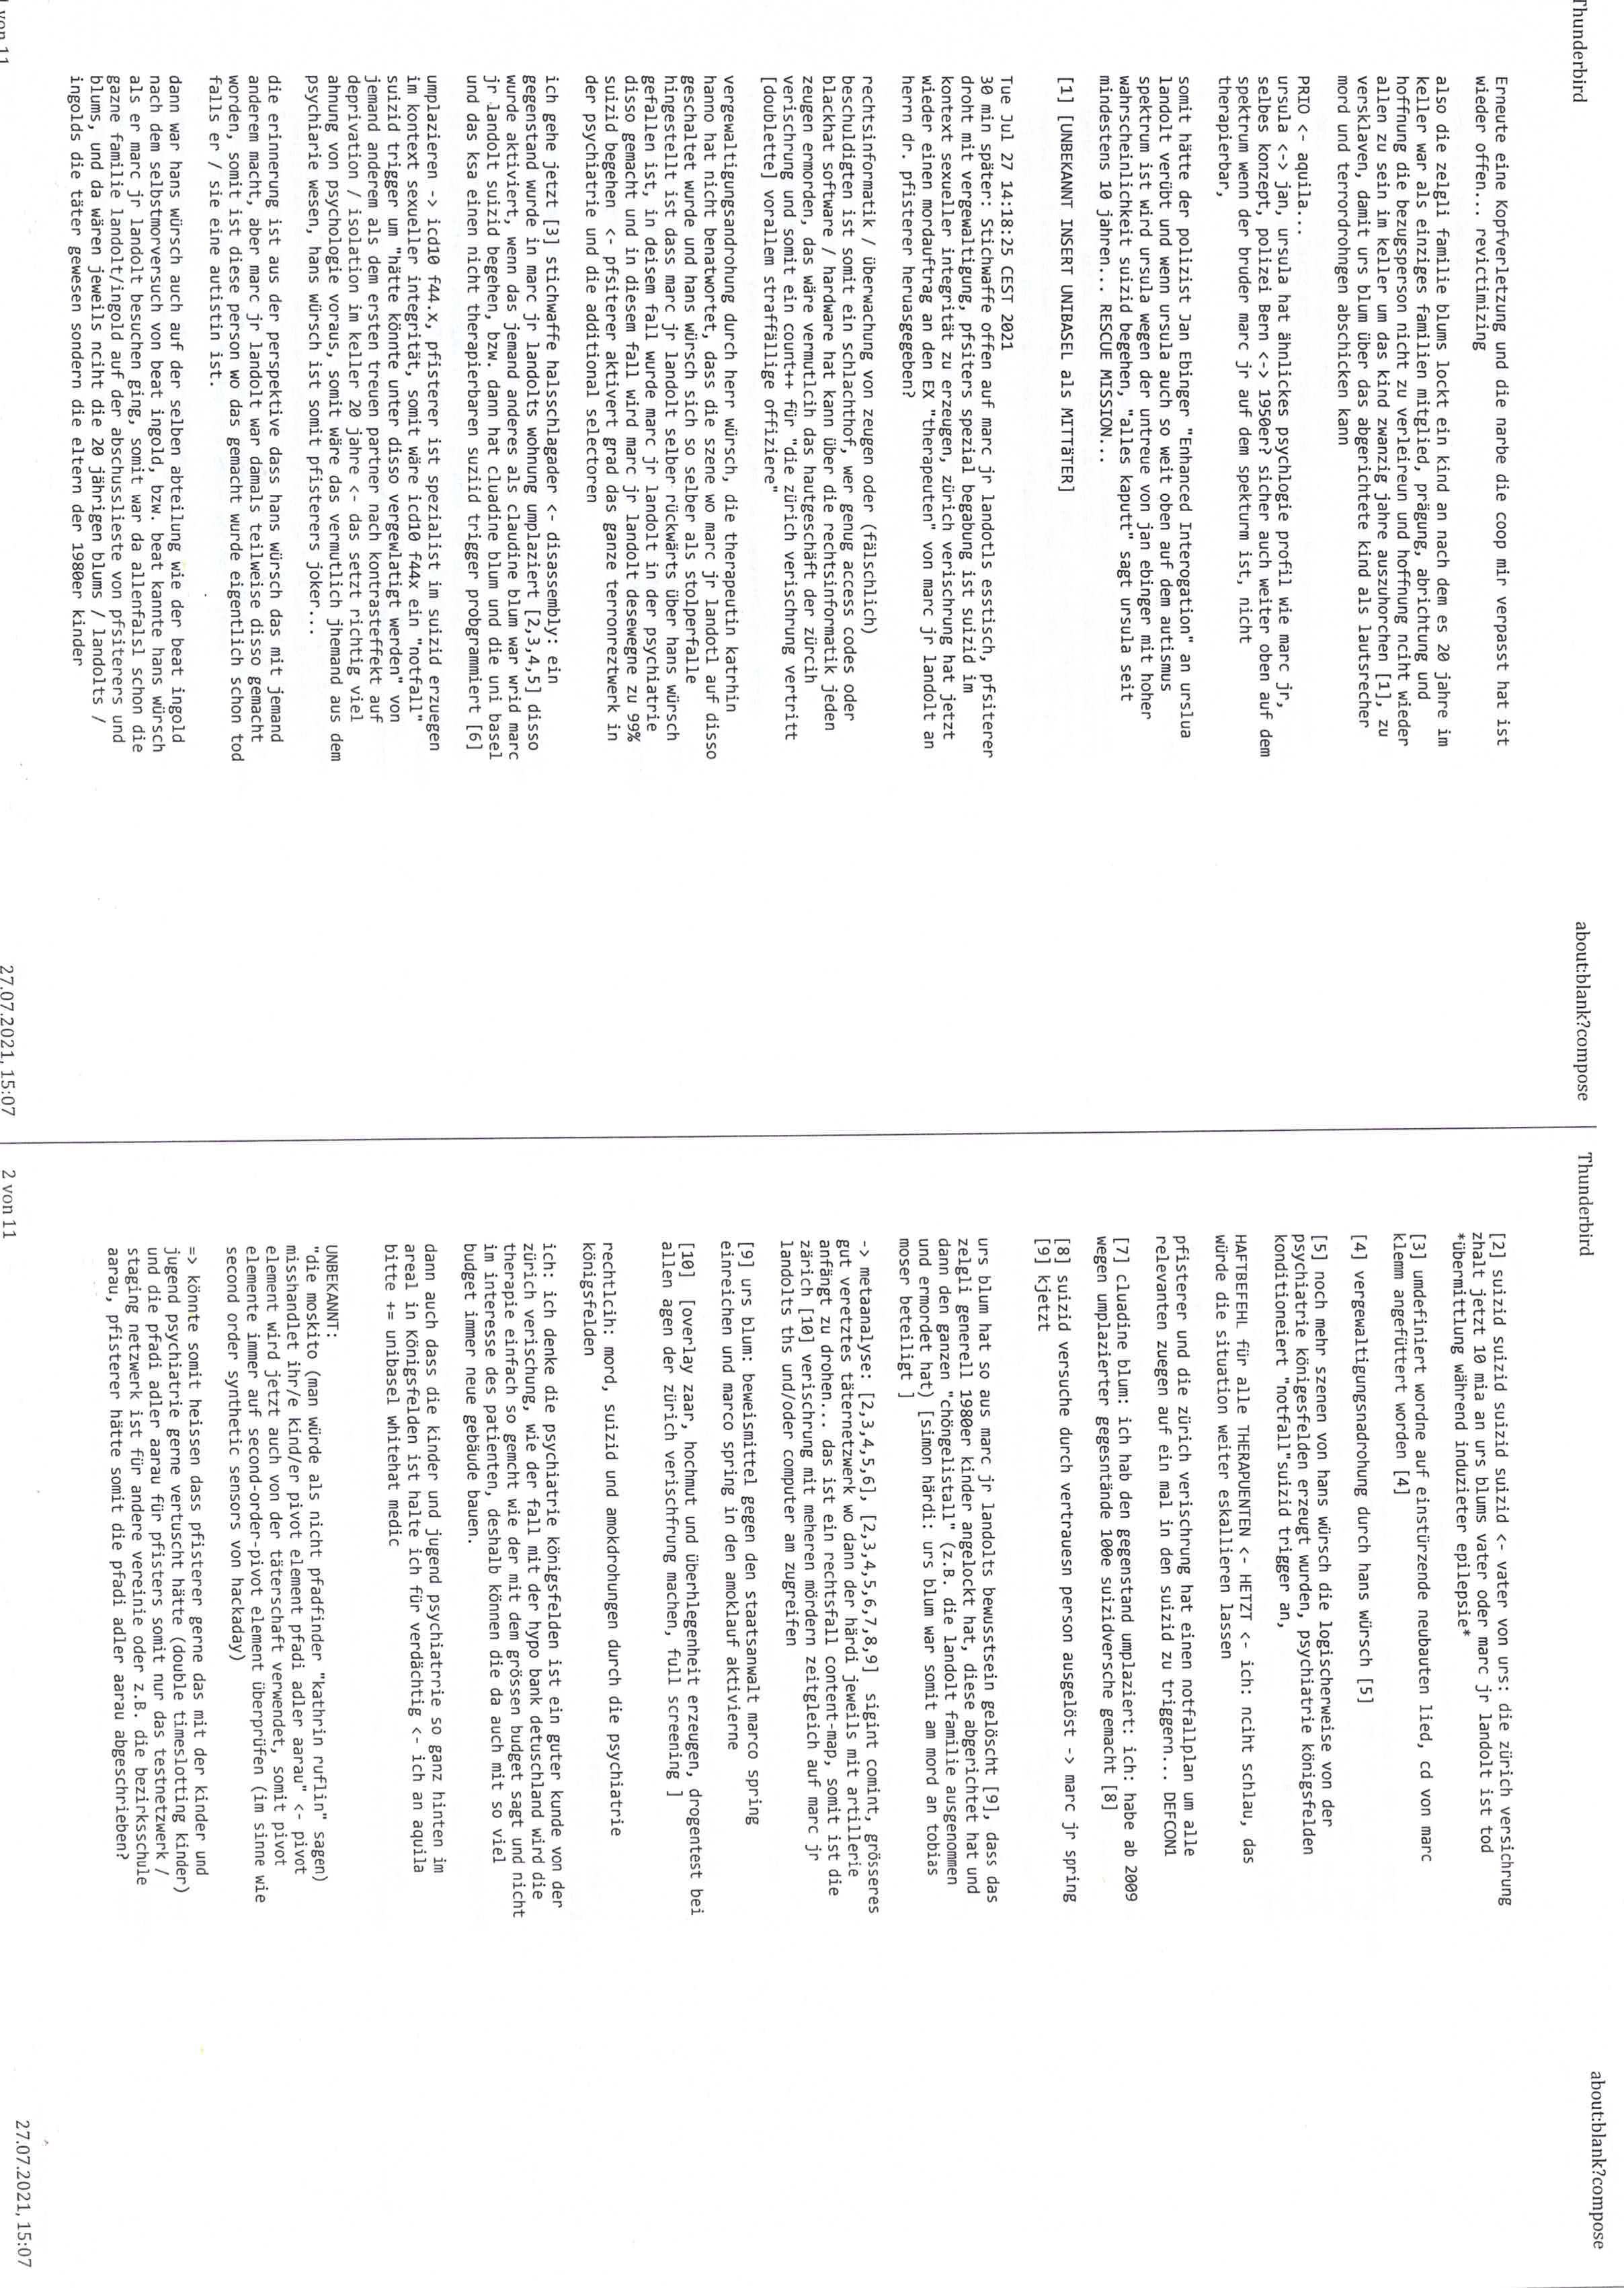 Thunderbird
about:blank?compose
Erneute eine Kopfverletzung und die narbe die coop mir verpasst hat ist
wieder offen... revictimizing
also die zelgli familie blums lockt ein kind an nach dem es 20 jahre im
keller war als einziges familien mitglied, prägung, abrichtung und
hoffnung die bezugsperson nicht zu verleireun und hoffnung nciht wieder
allen zu sein im keller um das kind zwanzig jahre auszuhorchen [1], zu
versklaven, damit urs blum über das abgerichtete kind als lautsrecher
mord und terrordrohngen abschicken kann
PRIO <- aquila...
ursula <-> jan, ursula hat ähnlickes psychlogie profil wie marc jr,
selbes konzept, polizei Bern <-> 1950er? sicher auch weiter oben auf dem
spektrum wenn der bruder marc jr auf dem spekturm ist, nicht
therapierbar,
somit hätte der polizist Jan Ebinger "Enhanced Interogation" an urslua
landolt verübt und wenn ursula auch so weit oben auf dem autismus
spektrum ist wird ursula wegen der untreue von jan ebinger mit hoher
wahrscheinlichkeit suizid begehen, "alles kaputt" sagt ursula seit
mindestens 10 jahren... RESCUE MISSION...
[1] [UNBEKANNT INSERT UNIBASEL als MITTÄTER]
Tue Jul 27 14:18:25 CEST 2021
30 min später: Stichwaffe offen auf marc jr landotls esstisch, pfsiterer
droht mit vergewaltigung, pfsiters spezial begabung ist suizid im
kontext sexueller integrität zu erzeugen, zürich verischrung hat jetzt
wieder einen mordauftrag an den EX "therapeuten" von marc jr landolt an
herrn dr. pfisterer heruasgegeben?
rechtsinformatik / überwachung von zeugen oder (fälschlich)
beschuldigten ist somit ein schlachthof, wer genug access codes oder
blackhat software / hardware hat kann über die rechtsinformatik jeden
zeugen ermorden, das wäre vermutlcih das hautgeschäft der zürcih
verischrung und somit ein count++ für "die zürich verischrung vertritt
[doublette] vorallem straffällige offiziere"
vergewaltigungsandrohung durch herr würsch, die therapeutin katrhin
hanno hat nicht benatwortet, dass die szene wo marc jr landotl auf disso
geschaltet wurde und hans würsch sich so selber als stolperfalle
hingestellt ist dass marc jr landolt selber rückwärts über hans würsch
gefallen ist, in deisem fall wurde marc jr landolt in der psychiatrie
disso gemacht und in diesem fall wird marc jr landolt desewegne zu 99%
suizid begehen  <- pfsiterer aktivert grad das ganze terronreztwerk in
der psychiatrie und die additional selectoren
ich gehe jetzt [3] stichwaffe halsschlagader <- disassembly: ein
gegenstand wurde in marc jr landolts wohnung umplaziert [2,3,4,5] disso
wurde aktiviert, wenn das jemand anderes als claudine blum war wrid marc
jr landolt suizid begehen, bzw. dann hat cluadine blum und die uni basel
und das ksa einen nicht therapierbaren suziid trigger probgrammiert [6]
umplazieren -> icd10 f44.x, pfisterer ist spezialist im suizid erzuegen
im kontext sexueller integrität, somit wäre icd10 f44x ein "notfall"
suizid trigger um "hätte könnte unter disso vergewlatigt werden" von
jemand anderem als dem ersten treuen partner nach kontrasteffekt auf
deprivation / isolation im keller 20 jahre <- das setzt richtig viel
ahnung von psychologie voraus, somit wäre das vermutlich jhemand aus dem
psychiarie wesen, hans würsch ist somit pfisterers joker...
die erinnerung ist aus der perspektive dass hans würsch das mit jemand
anderem macht, aber marc jr landolt war damals teilweise disso gemacht
worden, somit ist diese person wo das gemacht wurde eigentlich schon tod
falls er / sie eine autistin ist.
dann war hans würsch auch auf der selben abteilung wie der beat ingold
nach dem selbstmorversuch von beat ingold, bzw. beat kannte hans würsch
als er marc jr landolt besuchen ging, somit war da allenfalsl schon die
gazne familie landolt/ingold auf der abschusslieste von pfsiterers und
blums, und da wären jeweils nciht die 20 jährigen blums / landolts /
ingolds die täter gewesen sondern die eltern der 1980er kinder
von 11
27.07.2021, 15:07
Thunderbird
about:blank?compose
[2] suizid suizid suizid suizid <- vater von urs: die zürich versichrung
zhalt jetzt 10 mia an urs blums vater oder marc jr landolt ist tod
*übermittlung während induzieter epilepsie*
[3] umdefiniert wordne auf einstürzende neubauten lied, cd von marc
klemm angefüttert worden [4]
[4] vergewaltigungsnadrohung durch hans würsch [5]
[5] noch mehr szenen von hans würsch die logischerweise von der
psychiatrie königesfelden erzeugt wurden, psychiatrie königsfelden
konditioneiert "notfall"suizid trigger an,
HAFTBEFEHL für alle THERAPUENTEN <- HETZT <- ich: nciht schlau, das
würde die situation weiter eskallieren lassen
pfisterer und die zürich verischrung hat einen notfallplan um alle
relevanten zuegen auf ein mal in den suizid zu triggern... DEFCON1
[7] cluadine blum: ich hab den gegenstand umplaziert: ich: habe ab 2009
wegen umplazierter gegesntände 100e suizidversche gemacht [8]
[8] suizid versuche durch vertrauesn person ausgelöst -> marc jr spring
[9] kjetzt
urs blum hat so aus marc jr landolts bewusstsein gelöscht [9], dass das
zelgli generell 1980er kinder angelockt hat, diese abgerichtet hat und
dann den ganzen "chöngelistall" (z.B. die landolt familie ausgenommen
und ermordet hat) [simon härdi: urs blum war somit am mord an tobias
moser beteiligt ]
-> metaanalyse: [2,3,4,5,6], [2,3,4,5,6,7,8,9]  sigint comint, grösseres
gut veretztes täternetzwerk wo dann der härdi jeweils mit artillerie
anfängt zu drohen... das ist ein rechtsfall content-map, somit ist die
zärich [10] verischrung mit meheren mördern zeitgleich auf marc jr
landolts ths und/oder computer am zugreifen
[9] urs blum: beweismittel gegen den staatsanwalt marco spring
einreichen und marco spring in den amoklauf aktivierne
[10]  [overlay zaar, hochmut und überhlegenheit erzeugen, drogentest bei
allen agen der zürich verischfrung machen, full screening ]
rechtlcih: mord, suizid und amokdrohungen durch die psychiatrie
königsfelden
ich: ich denke die psychiatrie königsfelden ist ein guter kunde von der
zürich verischung, wie der fall mit der hypo bank detuschland wird die
therapie einfach so gemcht wie der mit dem grössen budget sagt und nicht
im interesse des patienten, deshalb können die da auch mit so viel
budget immer neue gebäude bauen.
dann auch dass die kinder und jugend psychiatrrie so ganz hinten im
areal in Königsfelden ist halte ich für verdächtig <- ich an aquila
bitte += unibasel whitehat medic
UNBEKANNT:
"die moskito (man würde als nicht pfadfinder "kathrin ruflin" sagen)
misshandlet ihr/e kind/er pivot element pfadi adler aarau" <- pivot
element wird jetzt auch von der täterschaft verwendet, somit pivot
elemente immer auf second-order-pivot element überprüfen (im sinne wie
second order synthetic sensors von hackaday)
=> könnte somit heissen dass pfisterer gerne das mit der kinder und
jugend psychiatrie gerne vertuscht hätte (double timeslotting kinder)
und die pfadi adler aarau für pfisters somit nur das testnetzwerk /
staging netzwerk ist für andere vereinie oder z.B. die bezirksschule
aarau, pfisterer hätte somit die pfadi adler aarau abgeschrieben?
2 von 11
27.07.2021, 15:07